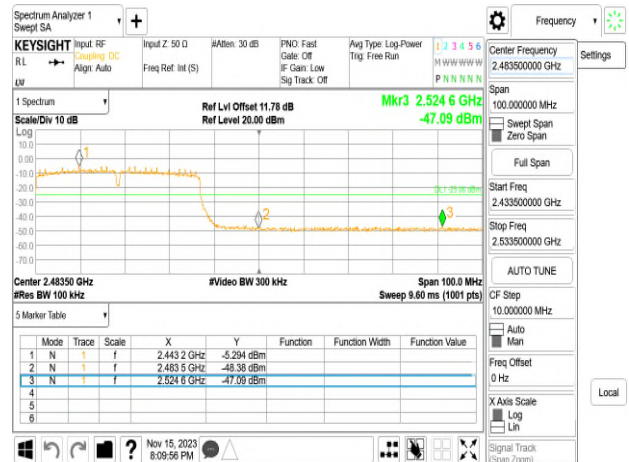 Spectrum Analyzer 1
Swept SA
Frequency
KEYSIGHT
RL
Input: RF
Coupling: DC
Align: Auto
Input Z: 50 Ω
Freq Ref: Int (S)
#Atten: 30 dB
PNO: Fast
Gate: Off
IF Gain: Low
Sig Track: Off
Avg Type: Log-Power
Trig: Free Run
1 2 3 4 5 6
M W W W W W
P N N N N N
1 Spectrum
Scale/Div 10 dB
Ref Lvl Offset 11.78 dB
Ref Level 20.00 dBm
Mkr3 2.524 6 GHz
-47.09 dBm
Log
10.0
0.00
-10.0
-20.0
-30.0
-40.0
-50.0
-60.0
-70.0
1
2
3
Center 2.48350 GHz
#Res BW 100 kHz
#Video BW 300 kHz
Span 100.0 MHz
Sweep 9.60 ms (1001 pts)
5 Marker Table
Mode Trace Scale X Y Function Function Width Function Value
1 N 1 f 2.443 2 GHz -5.294 dBm
2 N 1 f 2.483 5 GHz -48.38 dBm
3 N 1 f 2.524 6 GHz -47.09 dBm
4
5
6
?
Nov 15, 2023
8:09:56 PM
Center Frequency
2.483500000 GHz
Span
100.000000 MHz
Swept Span
Zero Span
Full Span
Start Freq
2.433500000 GHz
Stop Freq
2.533500000 GHz
AUTO TUNE
CF Step
10.000000 MHz
Auto
Man
Freq Offset
0 Hz
X Axis Scale
Log
Lin
Signal Track
(Span Zoom)
Settings
Local